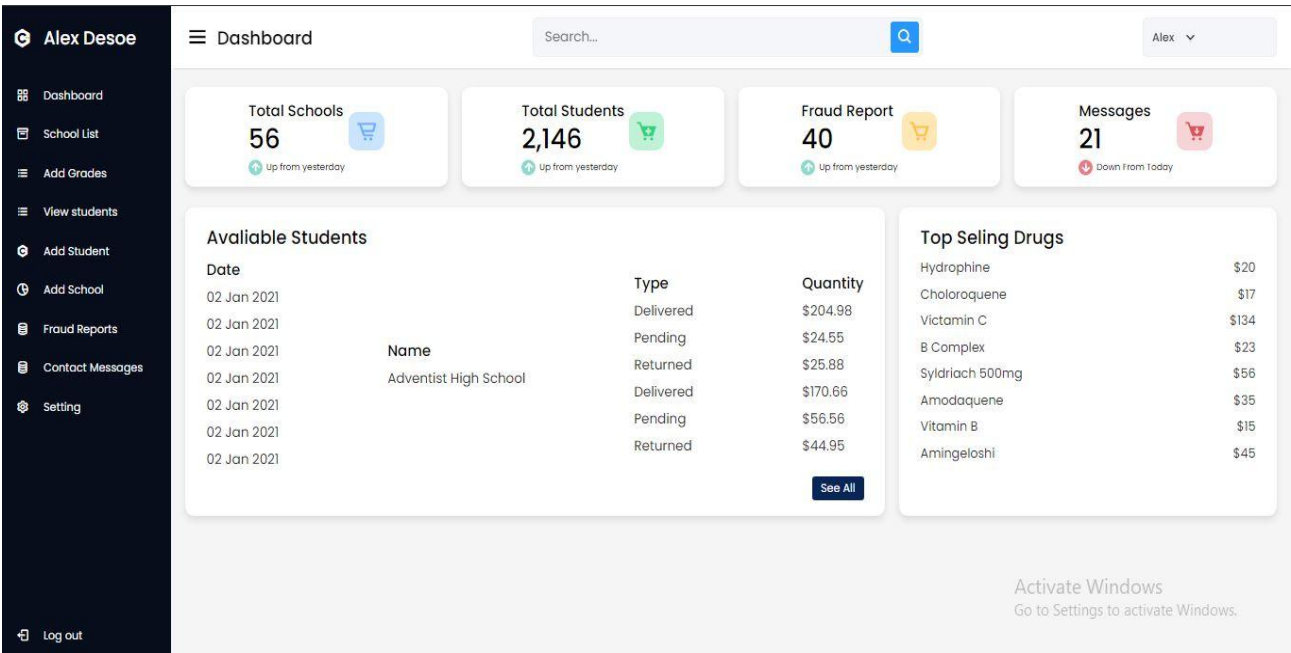 Alex Desoe
Dashboard
School List
Add Grades
View students
Add Student
Add School
Fraud Reports
Contact Messages
Setting
Log out
Dashboard
Search...
Alex
Total Schools
56
Up from yesterday
Total Students
2,146
Up from yesterday
Fraud Report
40
Up from yesterday
Messages
21
Down From Today
Avaliable Students
Date
02 Jan 2021
02 Jan 2021
02 Jan 2021
02 Jan 2021
02 Jan 2021
02 Jan 2021
02 Jan 2021
Name
Adventist High School
Type
Delivered
Pending
Returned
Delivered
Pending
Returned
Quantity
$204.98
$24.55
$25.88
$170.66
$56.56
$44.95
See All
Top Seling Drugs
Hydrophine $20
Choloroquene $17
Victamin C $134
B Complex $23
Syldriach 500mg $56
Amodaquene $35
Vitamin B $15
Amingeloshi $45
Activate Windows
Go to Settings to activate Windows.